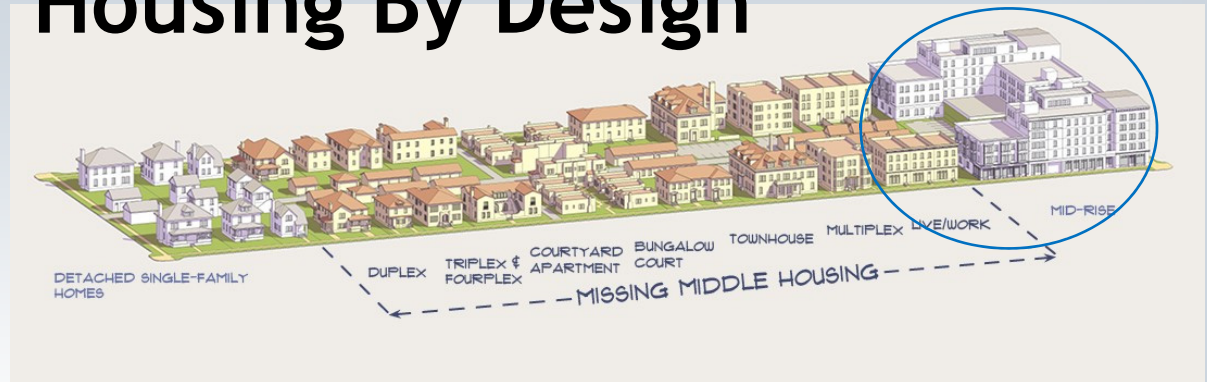 Housing By Design
DETACHED SINGLE-FAMILY
HOMES
DUPLEX
TRIPLEX &
FOURPLEX
COURTYARD
APARTMENT
BUNGALOW
COURT
TOWNHOUSE
MULTIPLEX
LIVE/WORK
MID-RISE
MISSING MIDDLE HOUSING